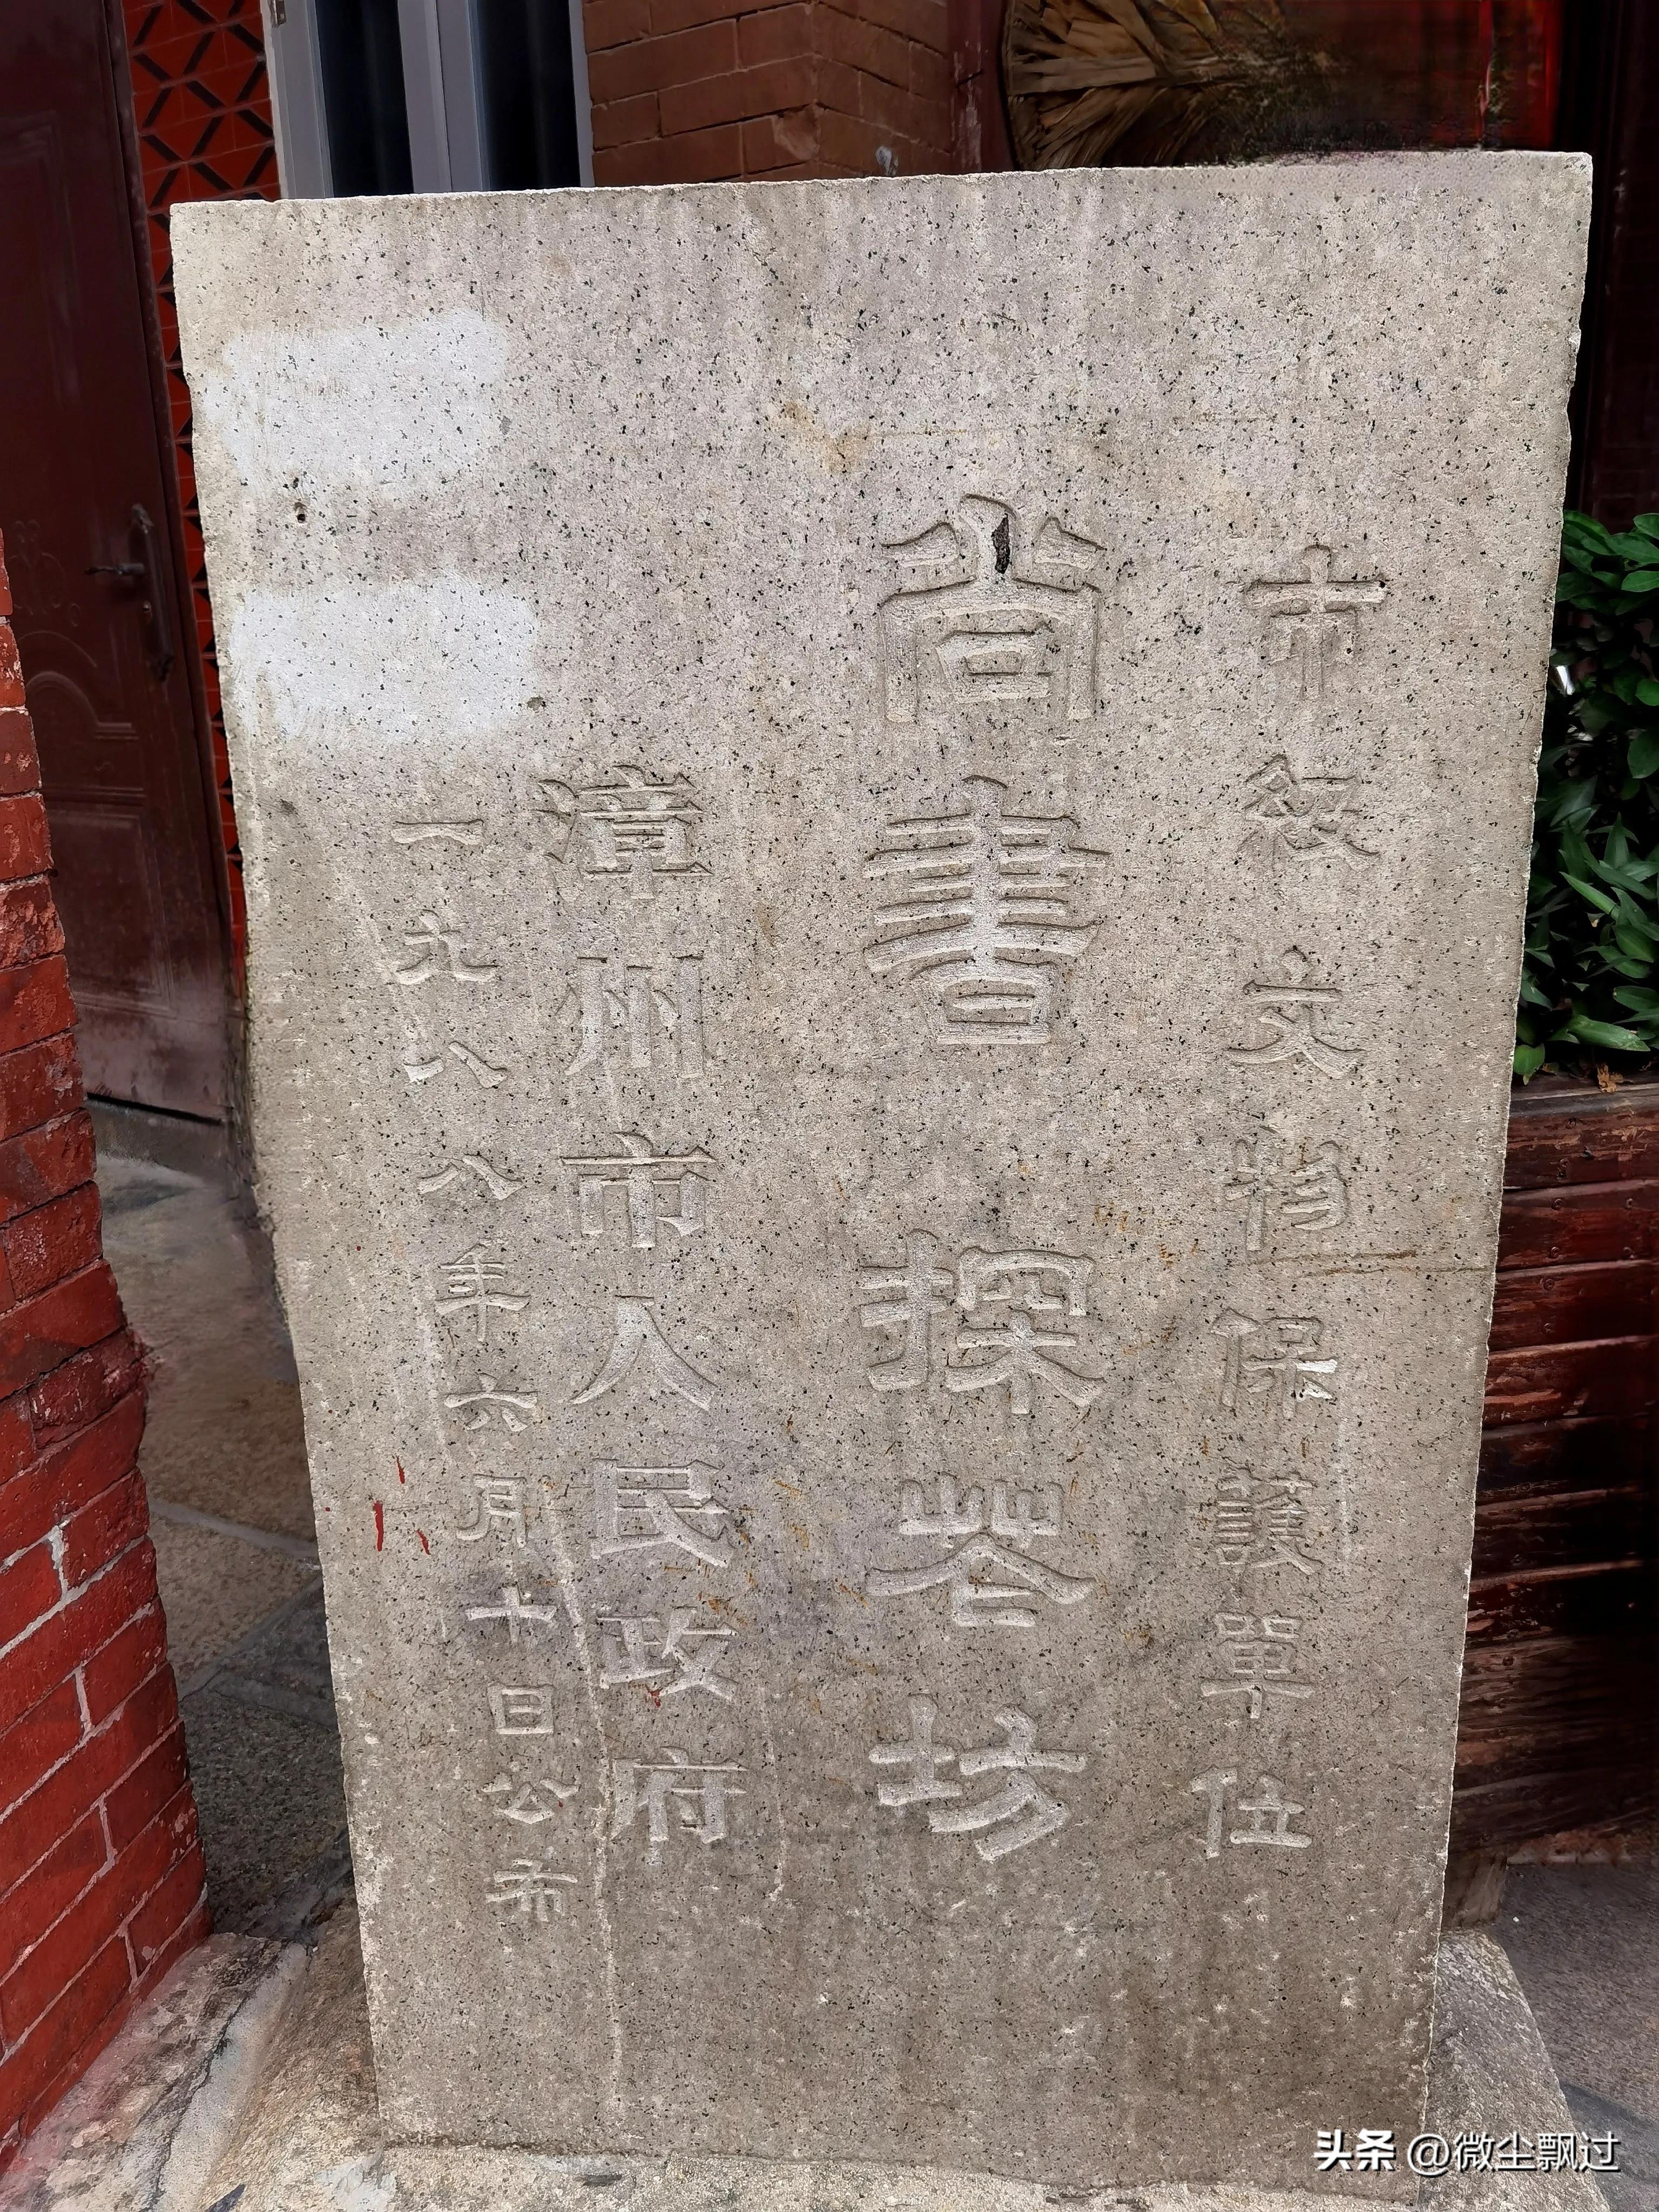 市級文物保護單位
尚書探花坊
漳州市人民政府
一九八八年六月十日公布
头条 @微尘飘过